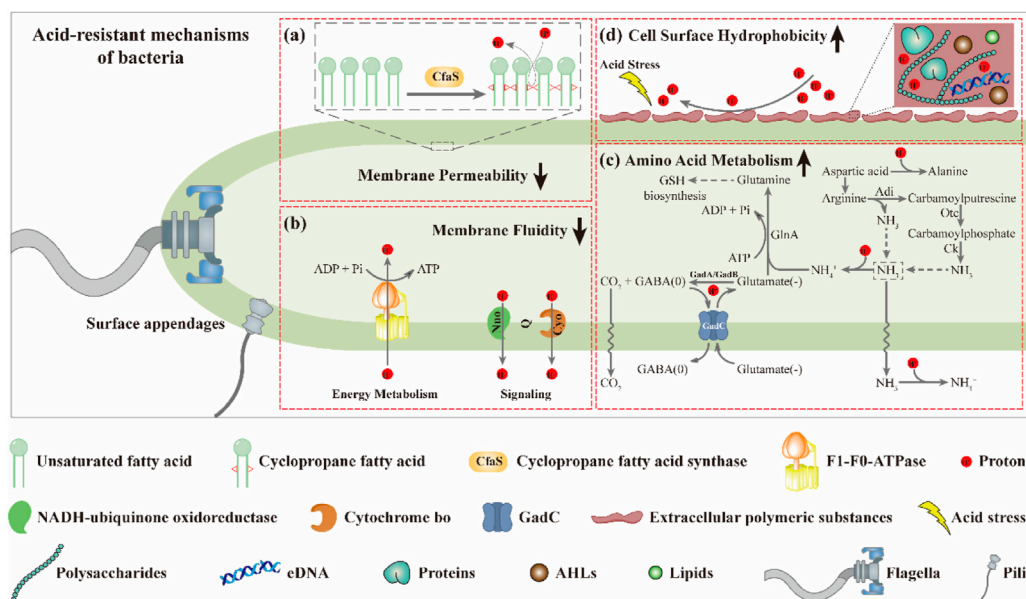 Acid-resistant mechanisms
of bacteria
Surface appendages
(a)
CfaS
Membrane Permeability
(b)
Membrane Fluidity
ADP + Pi
ATP
Nuo
Q
Cyo
Energy Metabolism
Signaling
(d) Cell Surface Hydrophobicity
Acid Stress
(c) Amino Acid Metabolism
GSH
biosynthesis
Glutamine
ADP + Pi
GlnA
ATP
Aspartic acid
Alanine
Arginine
Adi
Carbamoylputrescine
Otc
NH3
Carbamoylphosphate
Ck
CO2 + GABA(0)
GadA/GadB
Glutamate(-)
NH4+
NH3
NH3
GadC
CO2
GABA(0)
Glutamate(-)
NH3
Unsaturated fatty acid
Cyclopropane fatty acid
CfaS
Cyclopropane fatty acid synthase
F1-F0-ATPase
Proton
NADH-ubiquinone oxidoreductase
Cytochrome bo
GadC
Extracellular polymeric substances
Acid stress
Polysaccharides
eDNA
Proteins
AHLs
Lipids
Flagella
Pili